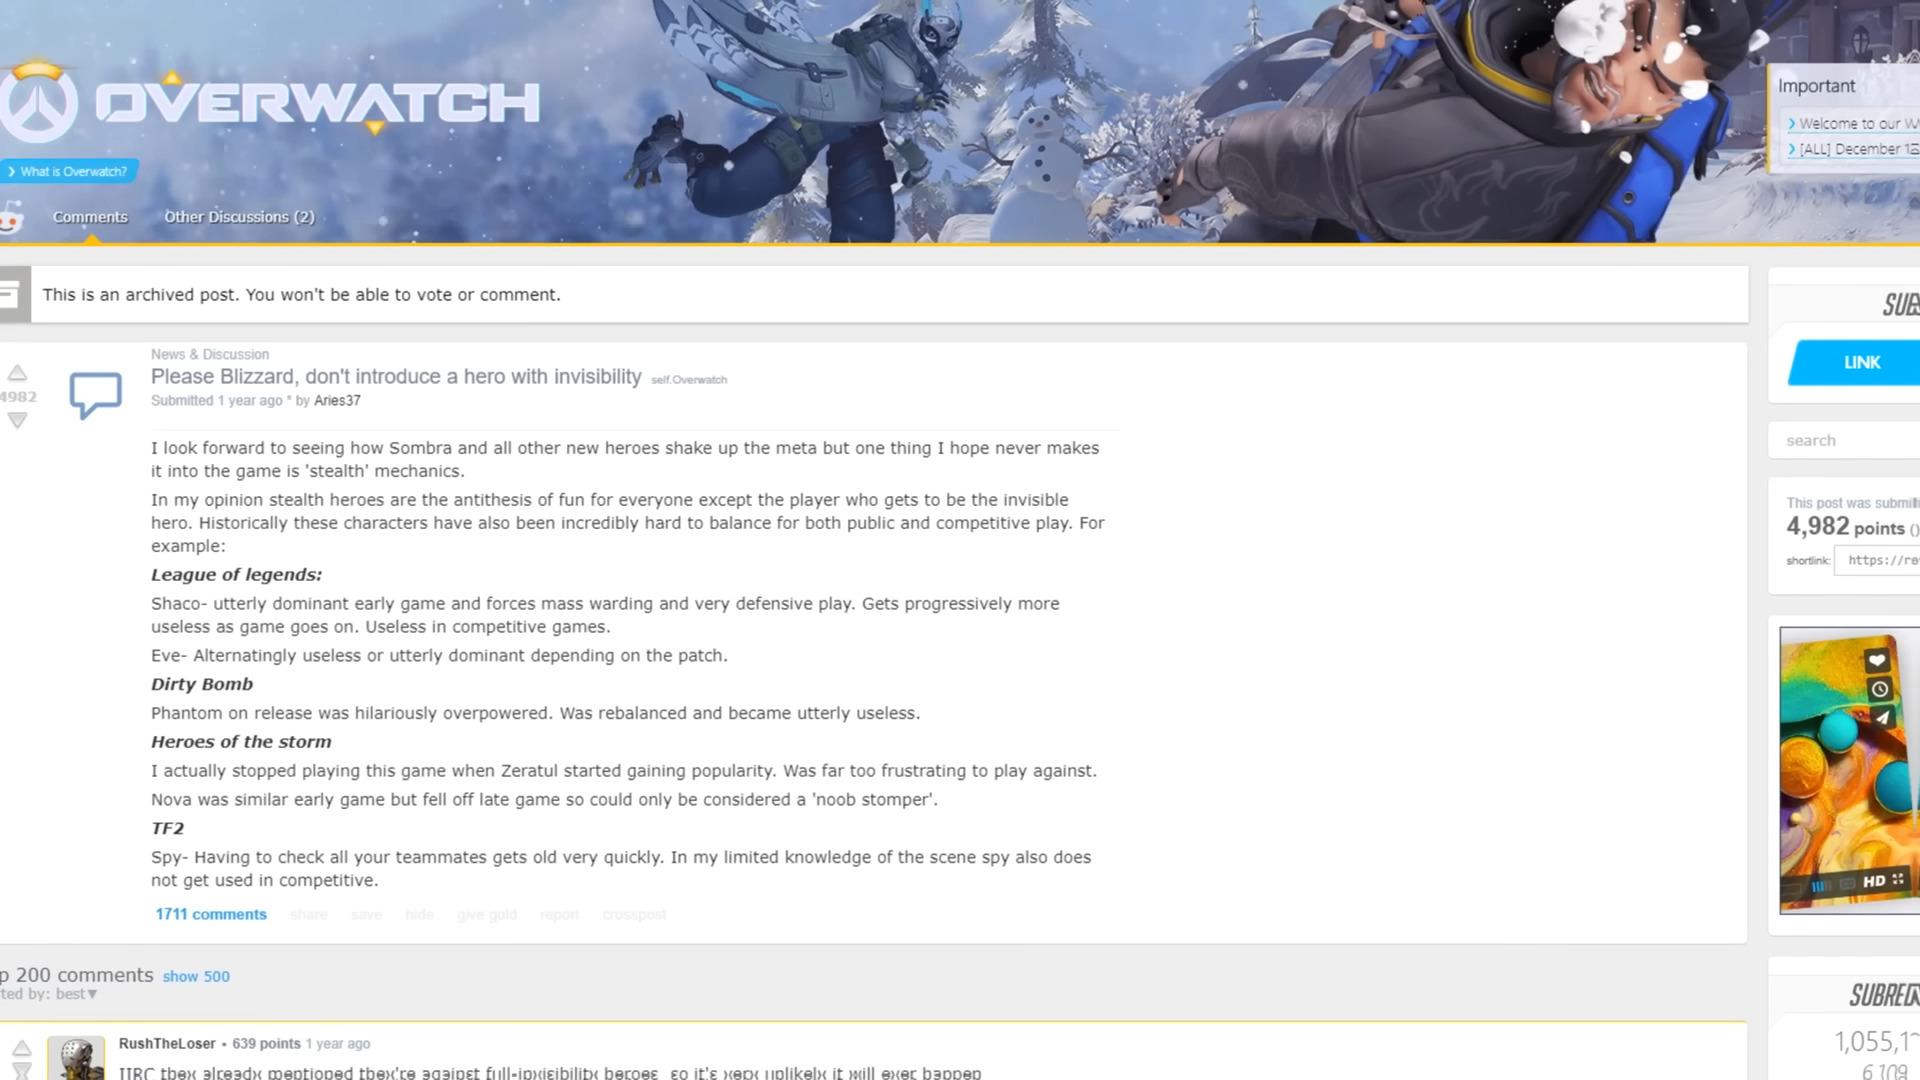 OVERWATCH
What is Overwatch?
Comments
Other Discussions (2)
Important
Welcome to our
[ALL] December
This is an archived post. You won't be able to vote or comment.
4982
News & Discussion
Please Blizzard, don't introduce a hero with invisibility self.Overwatch
Submitted 1 year ago * by Aries37
I look forward to seeing how Sombra and all other new heroes shake up the meta but one thing I hope never makes
it into the game is 'stealth' mechanics.
In my opinion stealth heroes are the antithesis of fun for everyone except the player who gets to be the invisible
hero. Historically these characters have also been incredibly hard to balance for both public and competitive play. For
example:
League of legends:
Shaco- utterly dominant early game and forces mass warding and very defensive play. Gets progressively more
useless as game goes on. Useless in competitive games.
Eve- Alternatingly useless or utterly dominant depending on the patch.
Dirty Bomb
Phantom on release was hilariously overpowered. Was rebalanced and became utterly useless.
Heroes of the storm
I actually stopped playing this game when Zeratul started gaining popularity. Was far too frustrating to play against.
Nova was similar early game but fell off late game so could only be considered a 'noob stomper'.
TF2
Spy- Having to check all your teammates gets old very quickly. In my limited knowledge of the scene spy also does
not get used in competitive.
1711 comments share save hide give gold report crosspost
p 200 comments show 500
ted by: best▼
RushTheLoser • 639 points 1 year ago
SUB
LINK
search
This post was submi
4,982 points ()
shortlink: https://re
HD
SUBRED
1,055,1